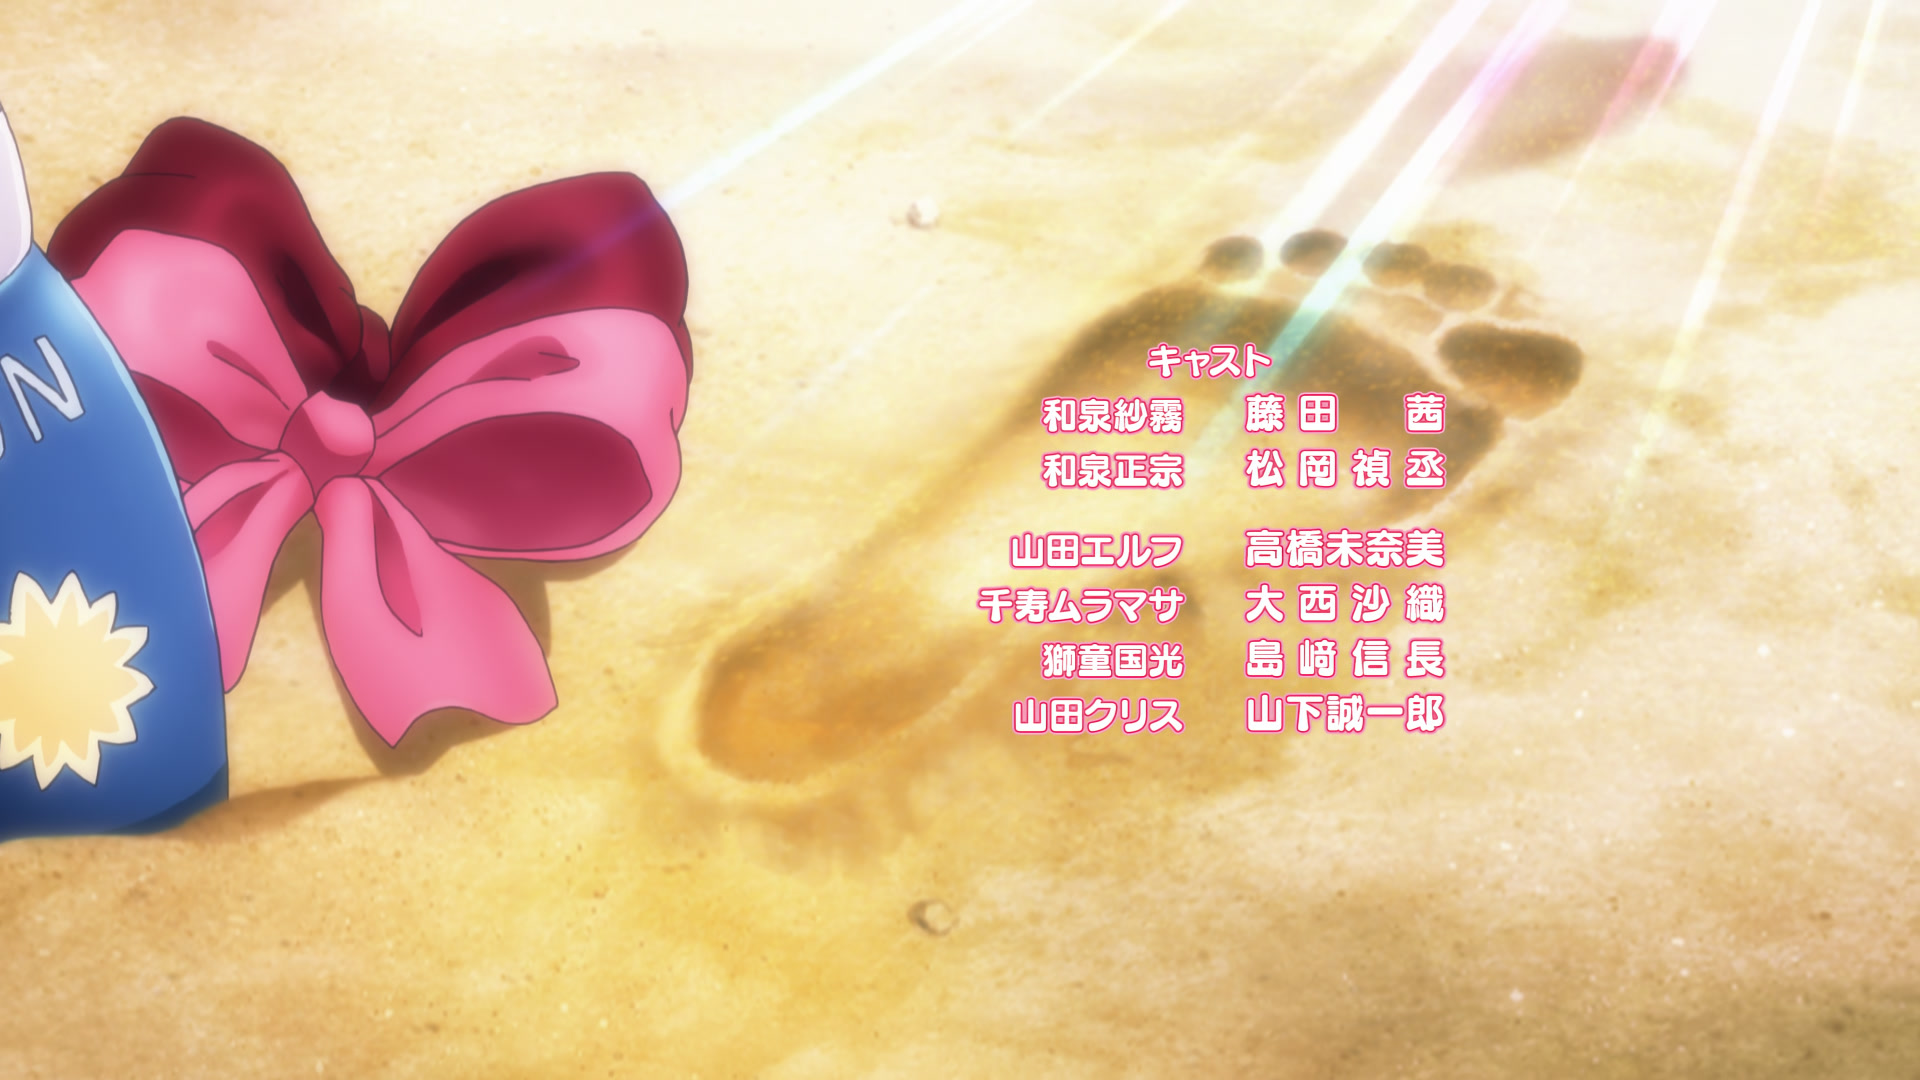 キャスト
和泉紗霧 藤田 茜
和泉正宗 松岡禎丞
山田エルフ 高橋未奈美
千寿ムラマサ 大西沙織
獅童国光 島﨑信長
山田クリス 山下誠一郎